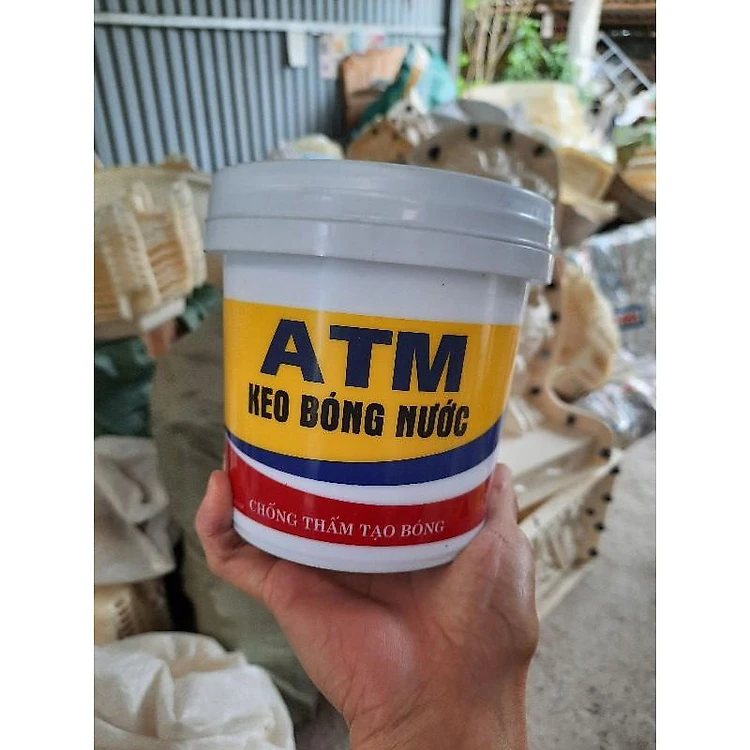 ATM
KEO BÓNG NƯỚC
CHỐNG THẤM TẠO BÓNG